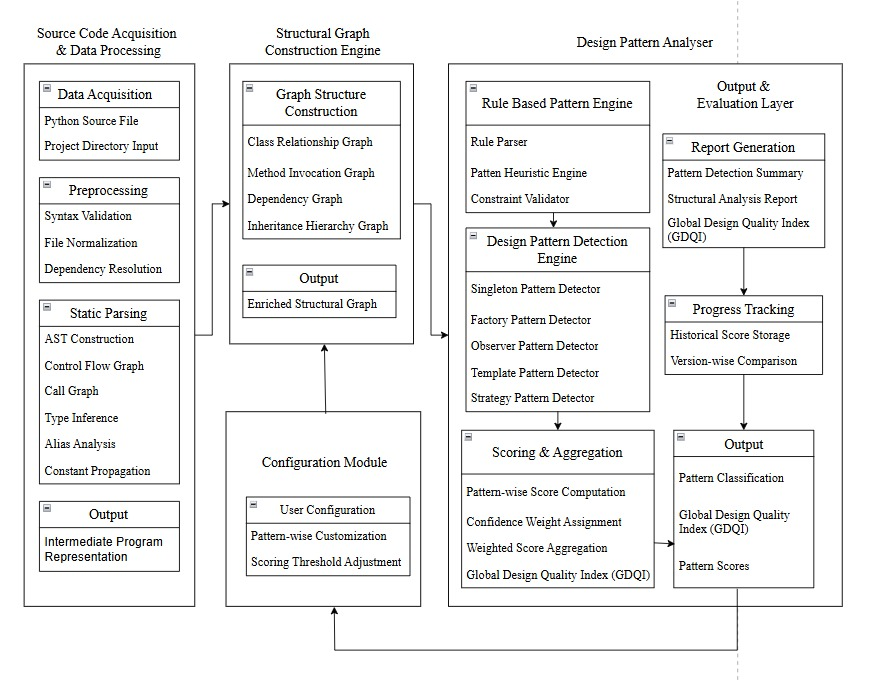 Source Code Acquisition
& Data Processing
Data Acquisition
Python Source File
Project Directory Input
Preprocessing
Syntax Validation
File Normalization
Dependency Resolution
Static Parsing
AST Construction
Control Flow Graph
Call Graph
Type Inference
Alias Analysis
Constant Propagation
Output
Intermediate Program
Representation
Structural Graph
Construction Engine
Graph Structure
Construction
Class Relationship Graph
Method Invocation Graph
Dependency Graph
Inheritance Hierarchy Graph
Output
Enriched Structural Graph
Configuration Module
User Configuration
Pattern-wise Customization
Scoring Threshold Adjustment
Design Pattern Analyser
Rule Based Pattern Engine
Rule Parser
Patten Heuristic Engine
Constraint Validator
Design Pattern Detection
Engine
Singleton Pattern Detector
Factory Pattern Detector
Observer Pattern Detector
Template Pattern Detector
Strategy Pattern Detector
Scoring & Aggregation
Pattern-wise Score Computation
Confidence Weight Assignment
Weighted Score Aggregation
Global Design Quality Index (GDQI)
Output &
Evaluation Layer
Report Generation
Pattern Detection Summary
Structural Analysis Report
Global Design Quality Index
(GDQI)
Progress Tracking
Historical Score Storage
Version-wise Comparison
Output
Pattern Classification
Global Design Quality
Index (GDQI)
Pattern Scores